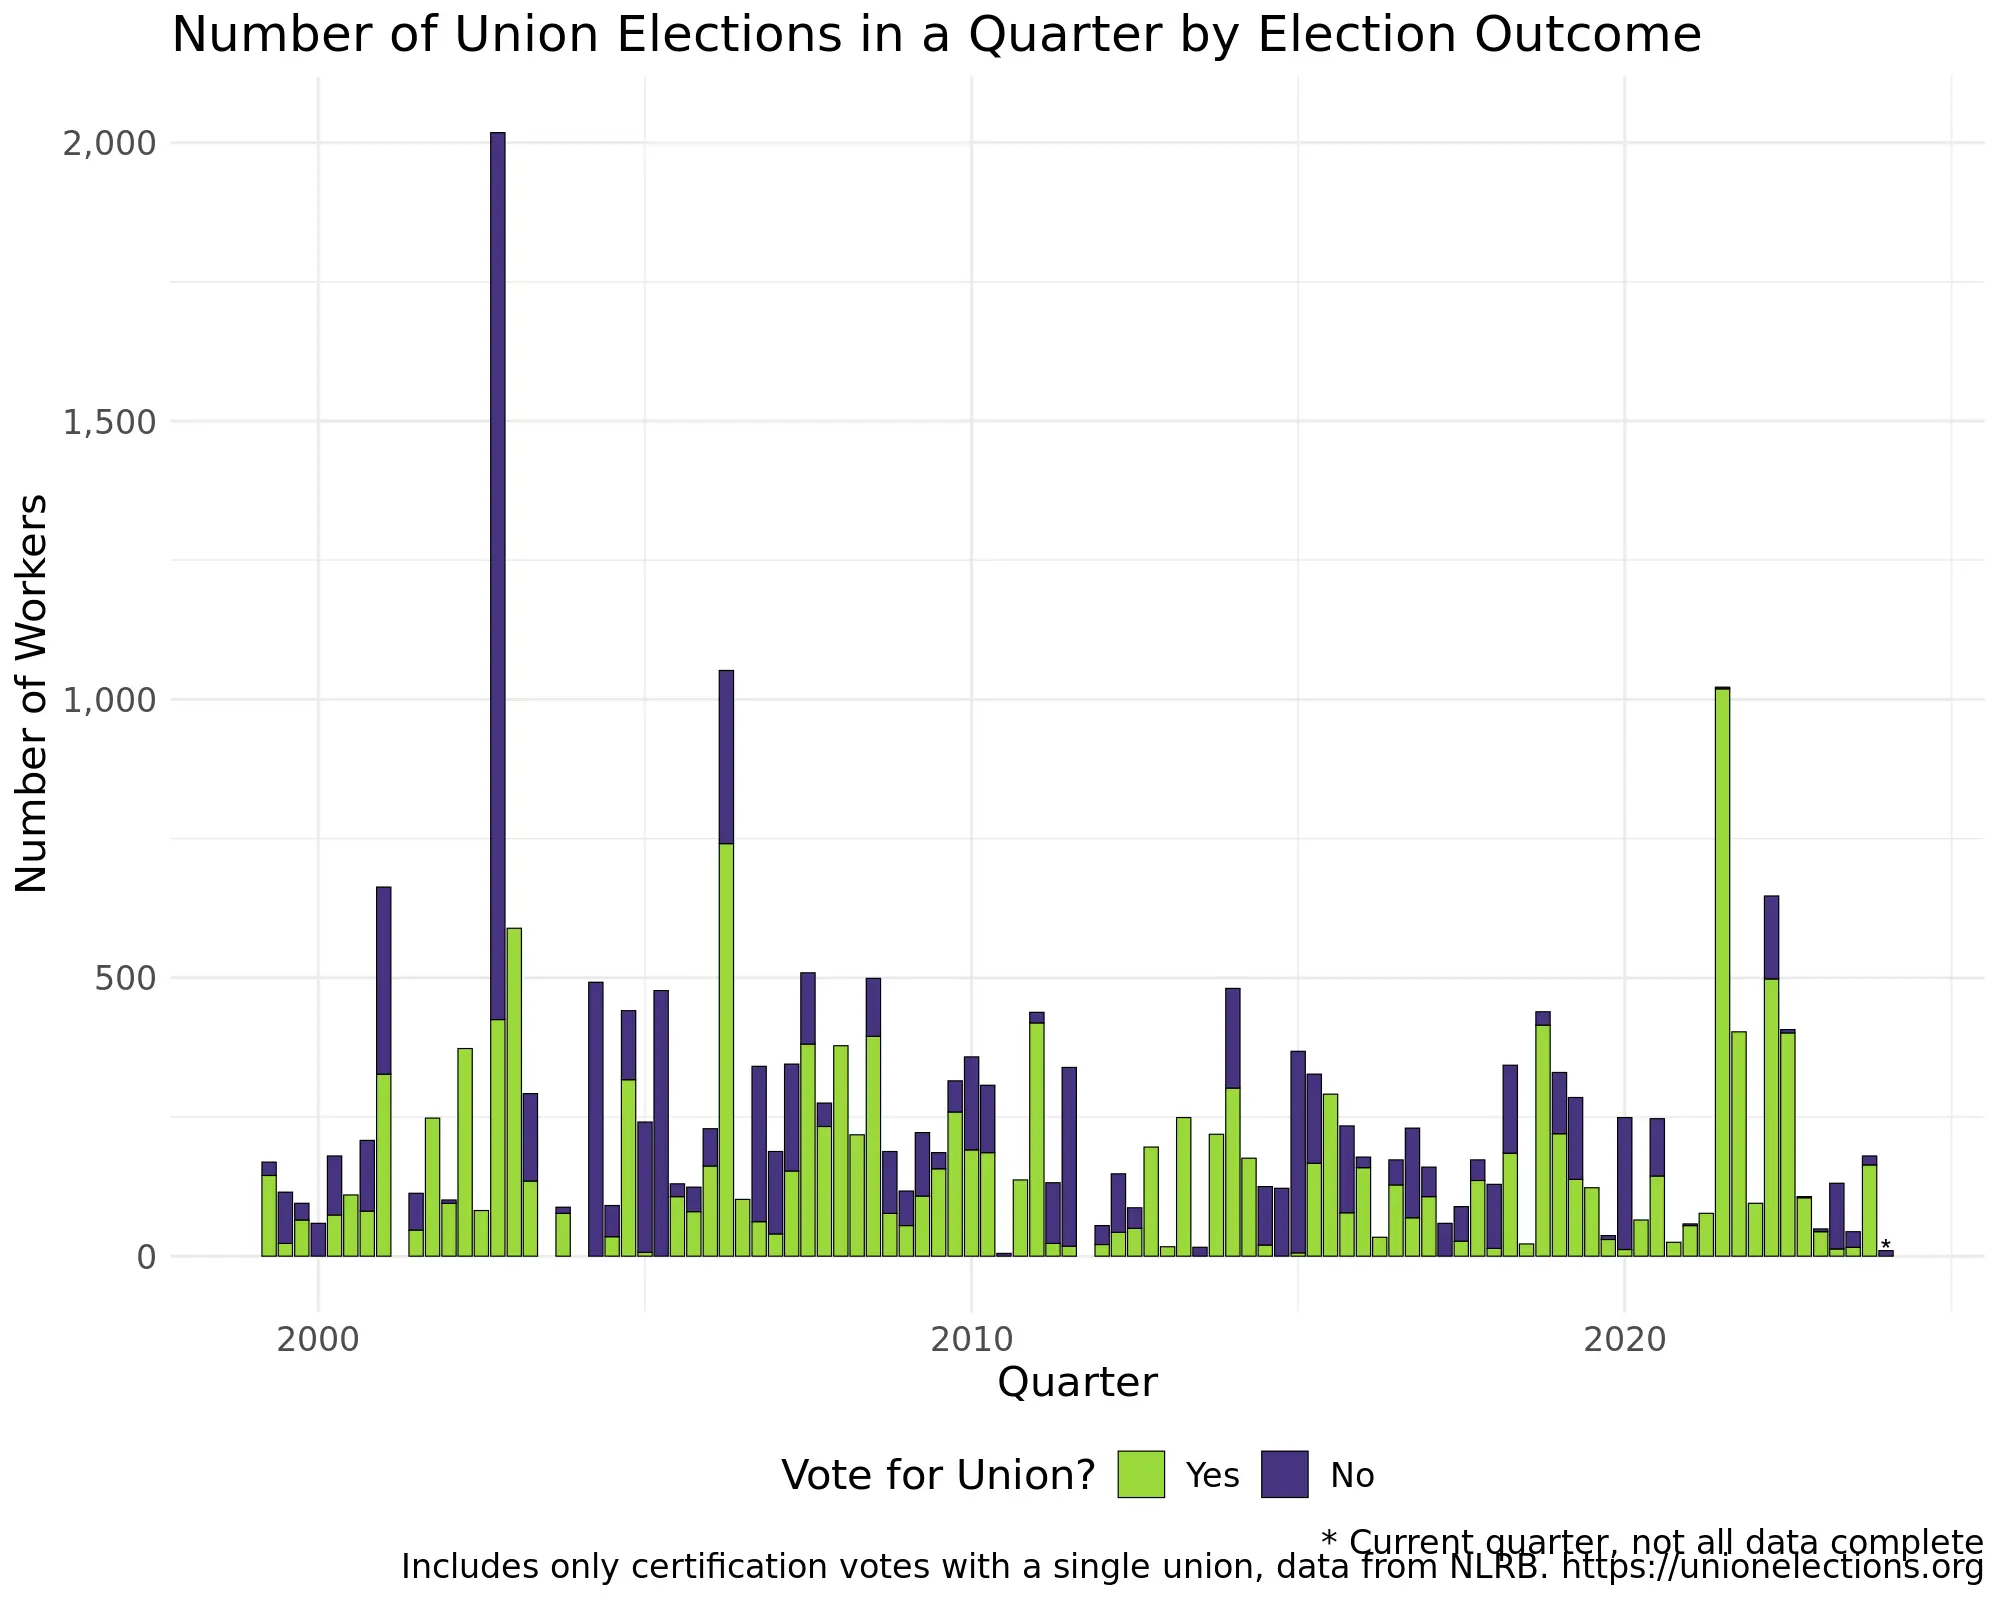 Number of Union Elections in a Quarter by Election Outcome
Number of Workers
2,000
1,500
1,000
500
0
*
2000 2010 2020
Quarter
Vote for Union? Yes No
* Current quarter, not all data complete
Includes only certification votes with a single union, data from NLRB. https://unionelections.org